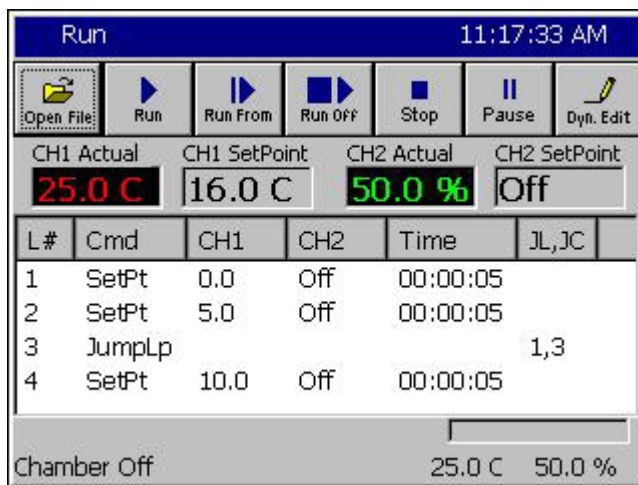 Run 11:17:33 AM
Open File Run Run From Run Off Stop Pause Dyn. Edit
CH1 Actual CH1 SetPoint CH2 Actual CH2 SetPoint
25.0 C 16.0 C 50.0 % Off
L# Cmd CH1 CH2 Time JL,JC
1 SetPt 0.0 Off 00:00:05
2 SetPt 5.0 Off 00:00:05
3 JumpLp 1,3
4 SetPt 10.0 Off 00:00:05
Chamber Off 25.0 C 50.0 %